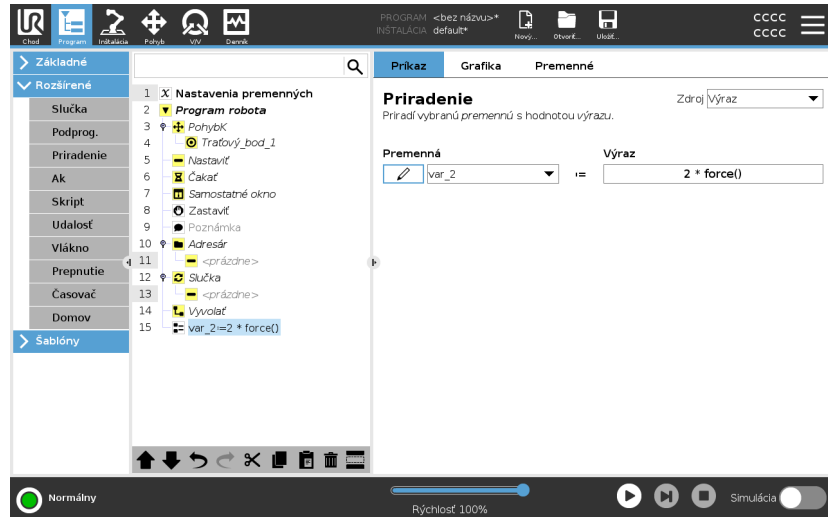 PROGRAM <bez názvu>*
INŠTALÁCIA default*
Chod
Program
Inštalácia
Pohyb
V/V
Denník
Nový...
Otvoriť...
Uložiť...
CCCC
CCCC
Základné
Rozšírené
Slučka
Podprog.
Priradenie
Ak
Skript
Udalosť
Vlákno
Prepnutie
Časovač
Domov
Šablóny
1 X Nastavenia premenných
2 Program robota
3 PohybK
4 Traťový_bod_1
5 Nastaviť
6 Čakať
7 Samostatné okno
8 Zastaviť
9 Poznámka
10 Adresár
11 <prázdne>
12 Slučka
13 <prázdne>
14 Vyvolať
15 var_2≔2 * force()
Príkaz Grafika Premenné
Priradenie
Zdroj Výraz
Priradí vybranú premennú s hodnotou výrazu.
Premenná Výraz
var_2 ≔ 2 * force()
Normálny
Rýchlosť 100%
Simulácia